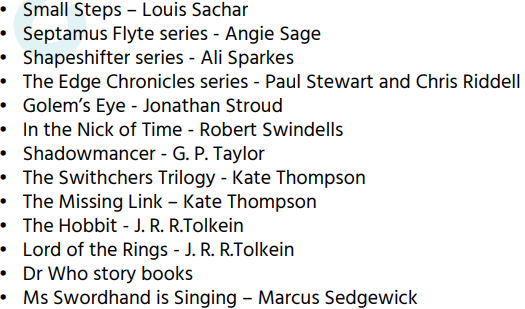 • Small Steps – Louis Sachar
• Septamus Flyte series - Angie Sage
• Shapeshifter series - Ali Sparkes
• The Edge Chronicles series - Paul Stewart and Chris Riddell
• Golem’s Eye - Jonathan Stroud
• In the Nick of Time - Robert Swindells
• Shadowmancer - G. P. Taylor
• The Swithchers Trilogy - Kate Thompson
• The Missing Link – Kate Thompson
• The Hobbit - J. R. R.Tolkein
• Lord of the Rings - J. R. R.Tolkein
• Dr Who story books
• Ms Swordhand is Singing – Marcus Sedgewick